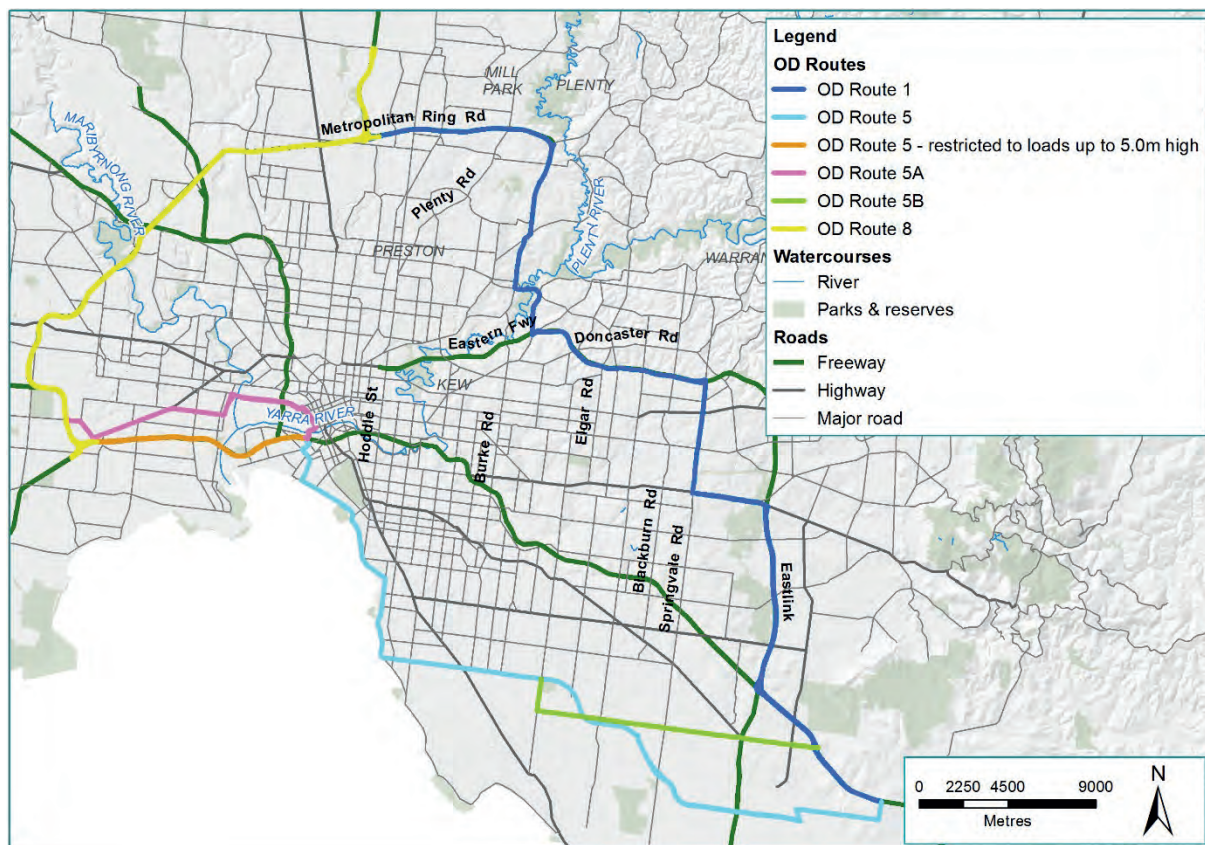 Legend
OD Routes
OD Route 1
OD Route 5
OD Route 5 - restricted to loads up to 5.0m high
OD Route 5A
OD Route 5B
OD Route 8
Watercourses
River
Parks & reserves
Roads
Freeway
Highway
Major road
MILL
PARK
PLENTY
Metropolitan Ring Rd
MARIBYRNONG RIVER
Plenty Rd
PLENTY RIVER
PRESTON
WARRAN
Eastern Fwy
Doncaster Rd
KEW
YARRA RIVER
Hoddle St
Burke Rd
Elgar Rd
Blackburn Rd
Springvale Rd
Eastlink
0 2250 4500 9000
Metres
N